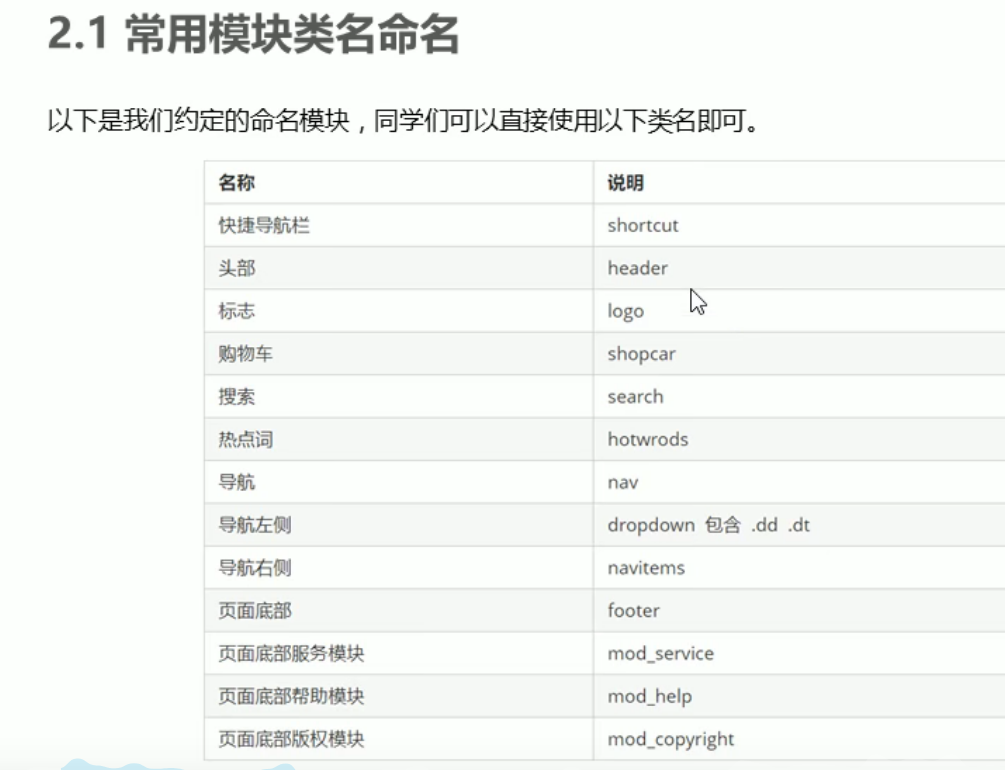 2.1 常用模块类名命名
以下是我们约定的命名模块，同学们可以直接使用以下类名即可。
名称 说明
快捷导航栏 shortcut
头部 header
标志 logo
购物车 shopcar
搜索 search
热点词 hotwrods
导航 nav
导航左侧 dropdown 包含 .dd .dt
导航右侧 navitems
页面底部 footer
页面底部服务模块 mod_service
页面底部帮助模块 mod_help
页面底部版权模块 mod_copyright